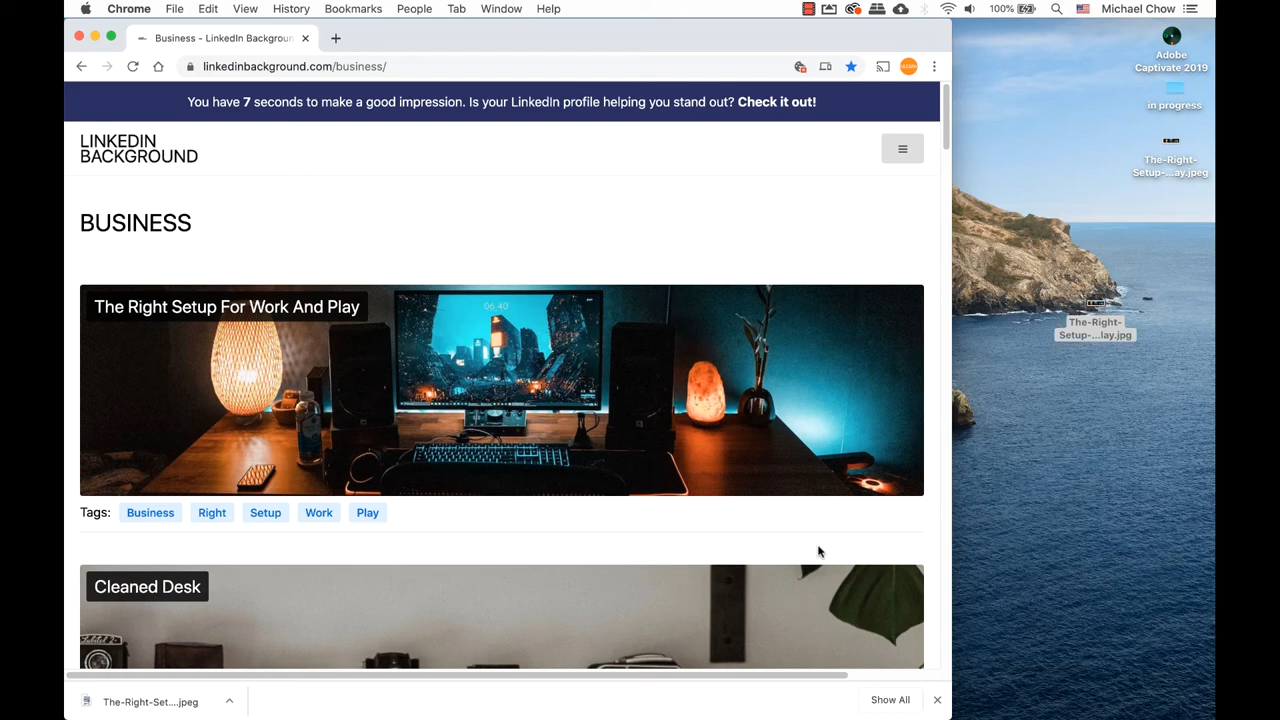 Chrome File Edit View History Bookmarks People Tab Window Help 100% Michael Chow
Business - LinkedIn Backgroun
linkedinbackground.com/business/
You have 7 seconds to make a good impression. Is your LinkedIn profile helping you stand out? Check it out!
LINKEDIN
BACKGROUND
BUSINESS
The Right Setup For Work And Play
06:40
Tags: Business Right Setup Work Play
Cleaned Desk
The-Right-Set....jpeg
Show All
Adobe
Captivate 2019
in progress
The-Right-
Setup-...ay.jpeg
The-Right-
Setup-...lay.jpg